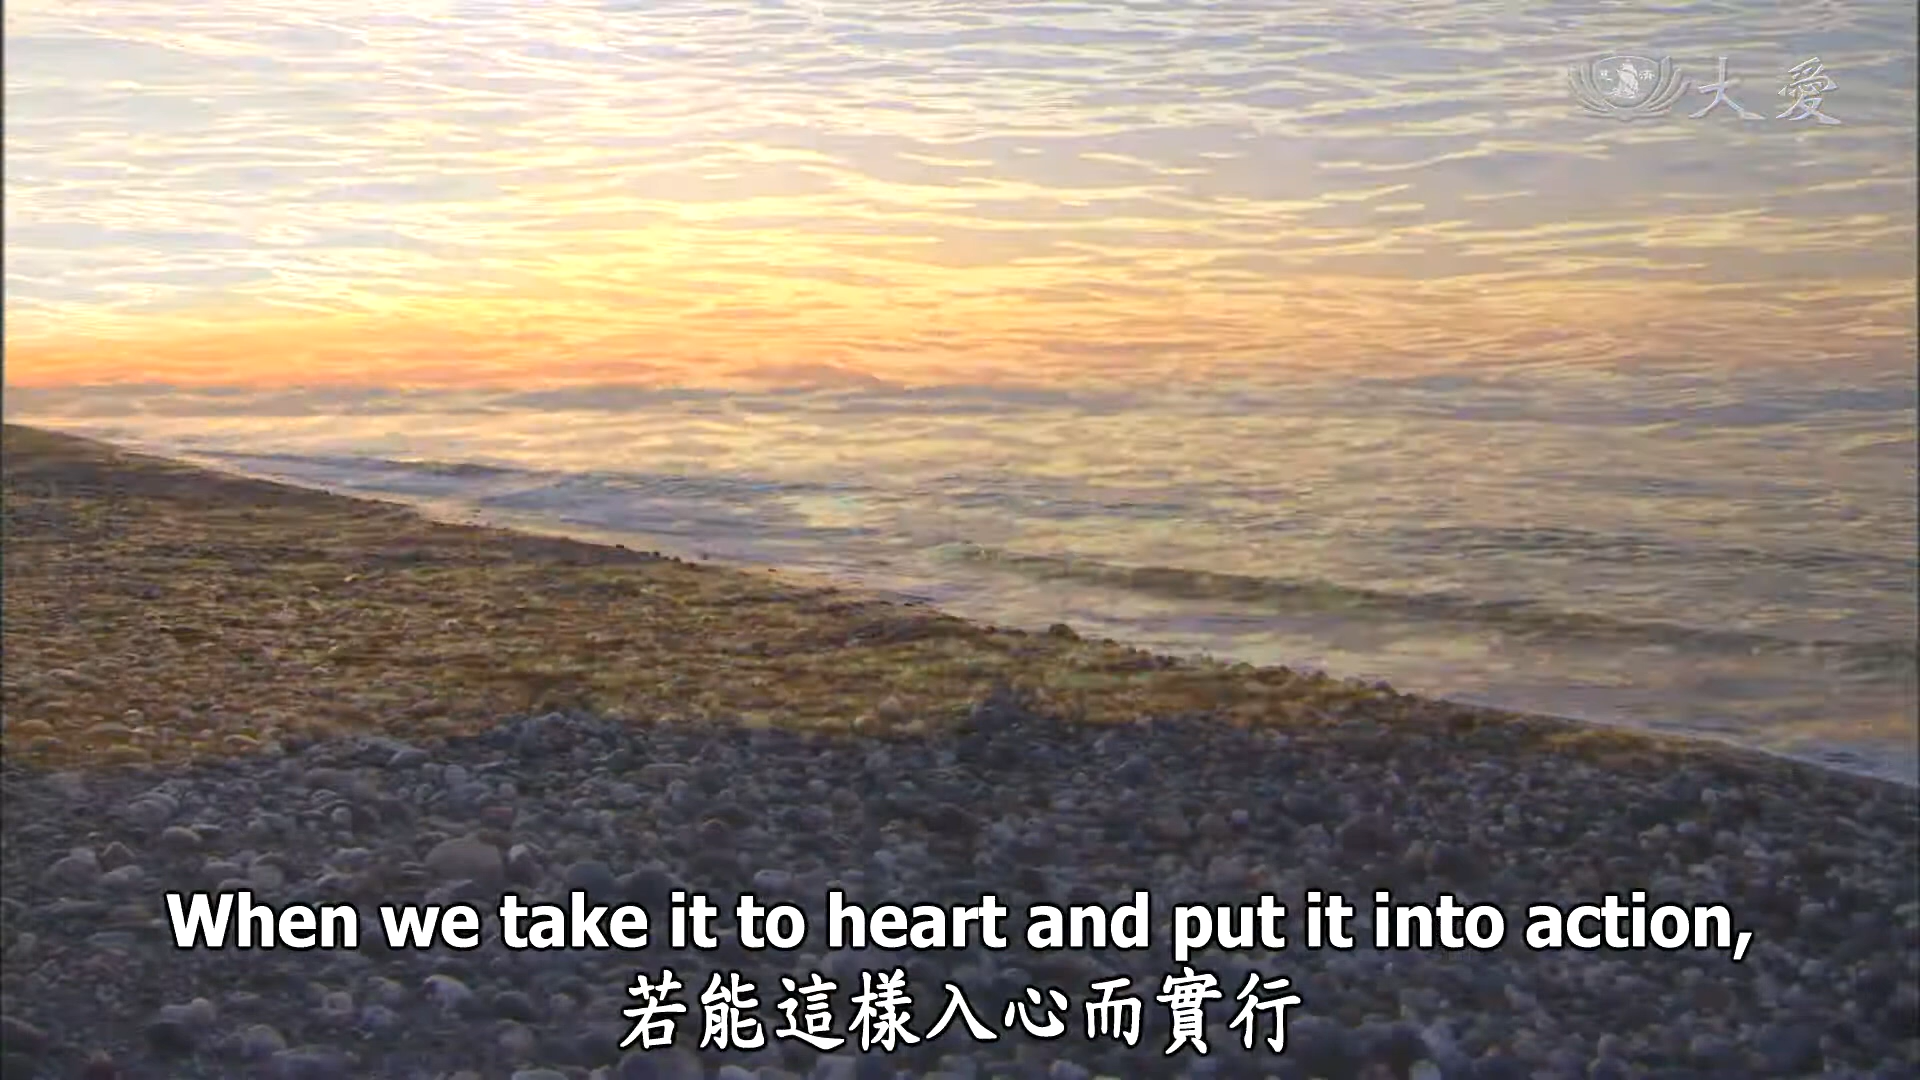 大愛
When we take it to heart and put it into action,
若能這樣入心而實行